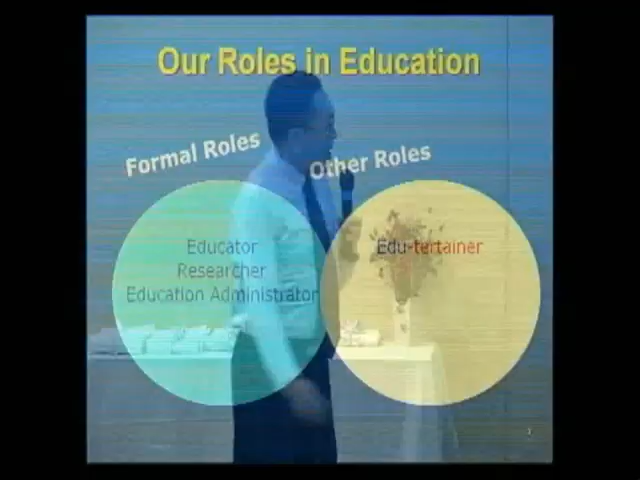 Our Roles in Education
Formal Roles
Other Roles
Educator
Researcher
Education Administrator
Edu-tertainer